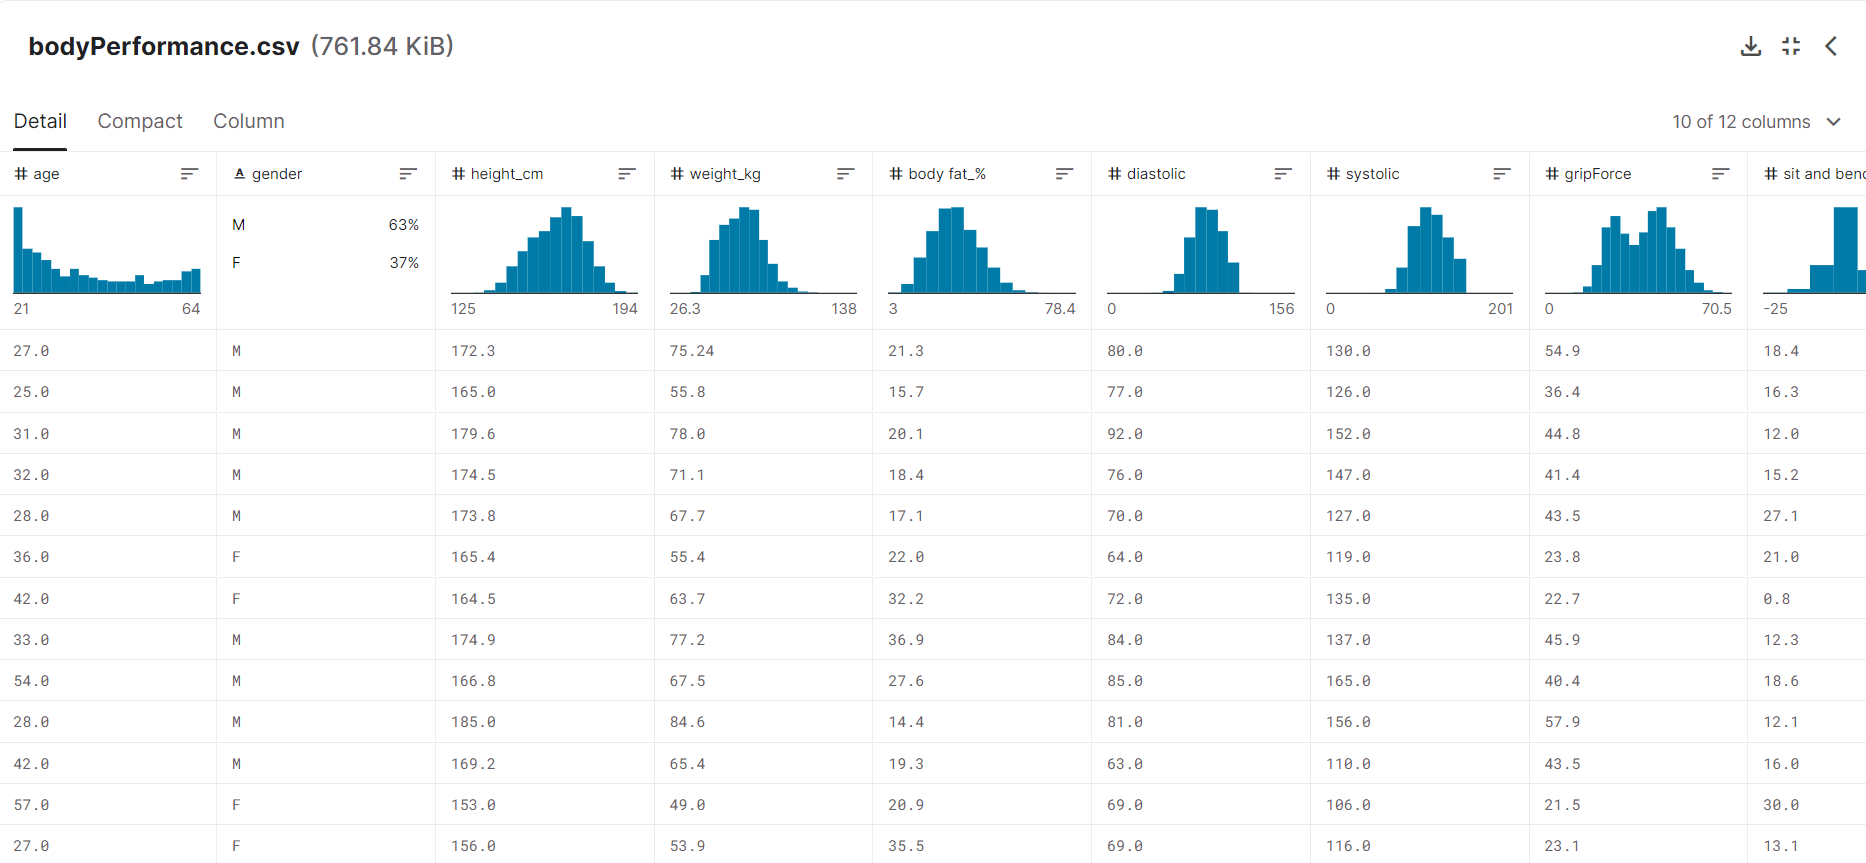 bodyPerformance.csv (761.84 KiB)
Detail Compact Column 10 of 12 columns
# age A gender # height_cm # weight_kg # body fat_% # diastolic # systolic # gripForce # sit and bend
M 63%
F 37%
21 64 125 194 26.3 138 3 78.4 0 156 0 201 0 70.5 -25
27.0 M 172.3 75.24 21.3 80.0 130.0 54.9 18.4
25.0 M 165.0 55.8 15.7 77.0 126.0 36.4 16.3
31.0 M 179.6 78.0 20.1 92.0 152.0 44.8 12.0
32.0 M 174.5 71.1 18.4 76.0 147.0 41.4 15.2
28.0 M 173.8 67.7 17.1 70.0 127.0 43.5 27.1
36.0 F 165.4 55.4 22.0 64.0 119.0 23.8 21.0
42.0 F 164.5 63.7 32.2 72.0 135.0 22.7 0.8
33.0 M 174.9 77.2 36.9 84.0 137.0 45.9 12.3
54.0 M 166.8 67.5 27.6 85.0 165.0 40.4 18.6
28.0 M 185.0 84.6 14.4 81.0 156.0 57.9 12.1
42.0 M 169.2 65.4 19.3 63.0 110.0 43.5 16.0
57.0 F 153.0 49.0 20.9 69.0 106.0 21.5 30.0
27.0 F 156.0 53.9 35.5 69.0 116.0 23.1 13.1